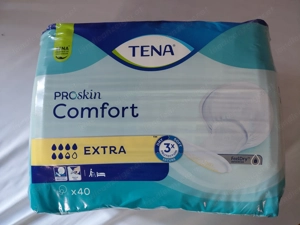 TENA
PROskin
Comfort
EXTRA
3x
x40